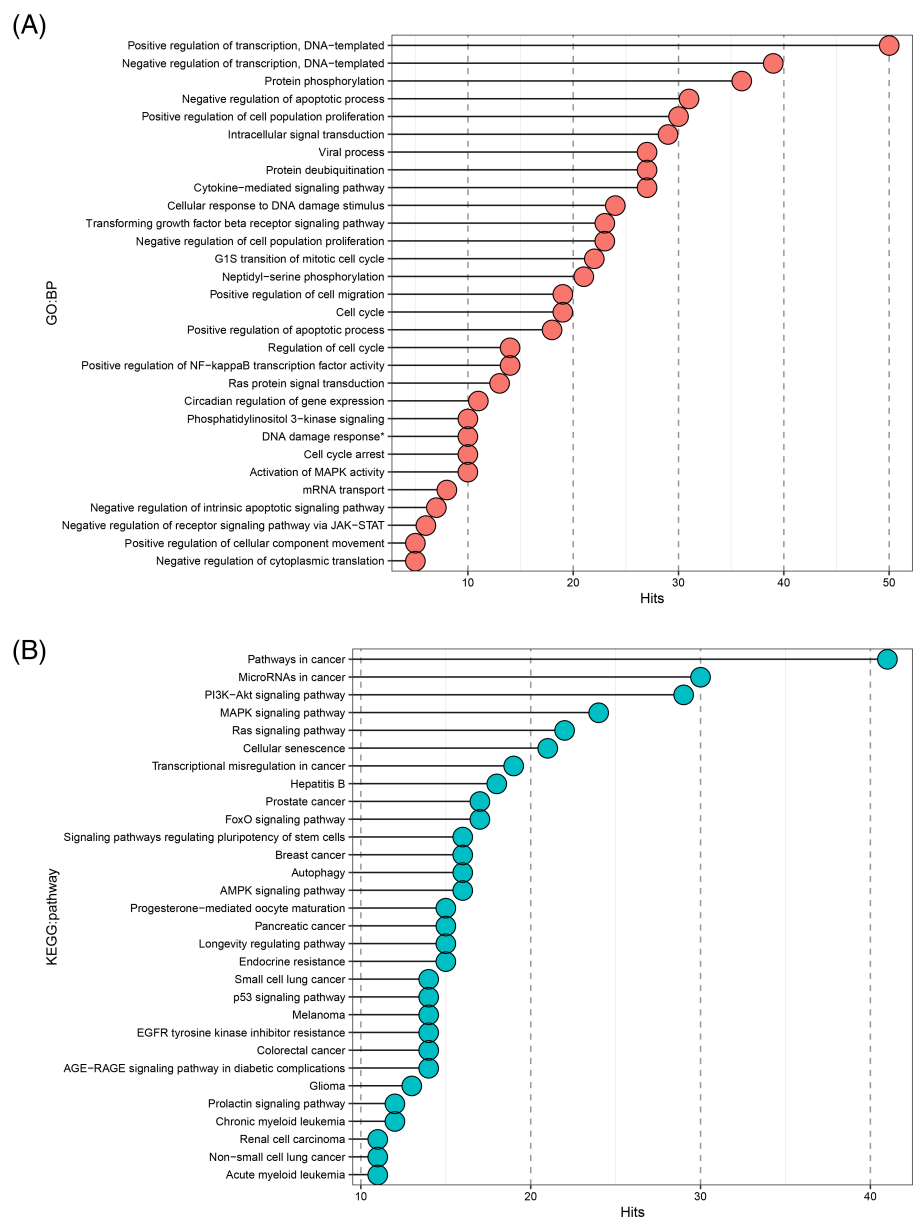 (A)
Positive regulation of transcription, DNA−templated
Negative regulation of transcription, DNA−templated
Protein phosphorylation
Negative regulation of apoptotic process
Positive regulation of cell population proliferation
Intracellular signal transduction
Viral process
Protein deubiquitination
Cytokine−mediated signaling pathway
Cellular response to DNA damage stimulus
Transforming growth factor beta receptor signaling pathway
Negative regulation of cell population proliferation
G1S transition of mitotic cell cycle
Neptidyl−serine phosphorylation
Positive regulation of cell migration
Cell cycle
Positive regulation of apoptotic process
Regulation of cell cycle
Positive regulation of NF−kappaB transcription factor activity
Ras protein signal transduction
Circadian regulation of gene expression
Phosphatidylinositol 3−kinase signaling
DNA damage response*
Cell cycle arrest
Activation of MAPK activity
mRNA transport
Negative regulation of intrinsic apoptotic signaling pathway
Negative regulation of receptor signaling pathway via JAK−STAT
Positive regulation of cellular component movement
Negative regulation of cytoplasmic translation
GO:BP
10 20 30 40 50
Hits
(B)
Pathways in cancer
MicroRNAs in cancer
PI3K−Akt signaling pathway
MAPK signaling pathway
Ras signaling pathway
Cellular senescence
Transcriptional misregulation in cancer
Hepatitis B
Prostate cancer
FoxO signaling pathway
Signaling pathways regulating pluripotency of stem cells
Breast cancer
Autophagy
AMPK signaling pathway
Progesterone−mediated oocyte maturation
Pancreatic cancer
Longevity regulating pathway
Endocrine resistance
Small cell lung cancer
p53 signaling pathway
Melanoma
EGFR tyrosine kinase inhibitor resistance
Colorectal cancer
AGE−RAGE signaling pathway in diabetic complications
Glioma
Prolactin signaling pathway
Chronic myeloid leukemia
Renal cell carcinoma
Non−small cell lung cancer
Acute myeloid leukemia
KEGG:pathway
10 20 30 40
Hits